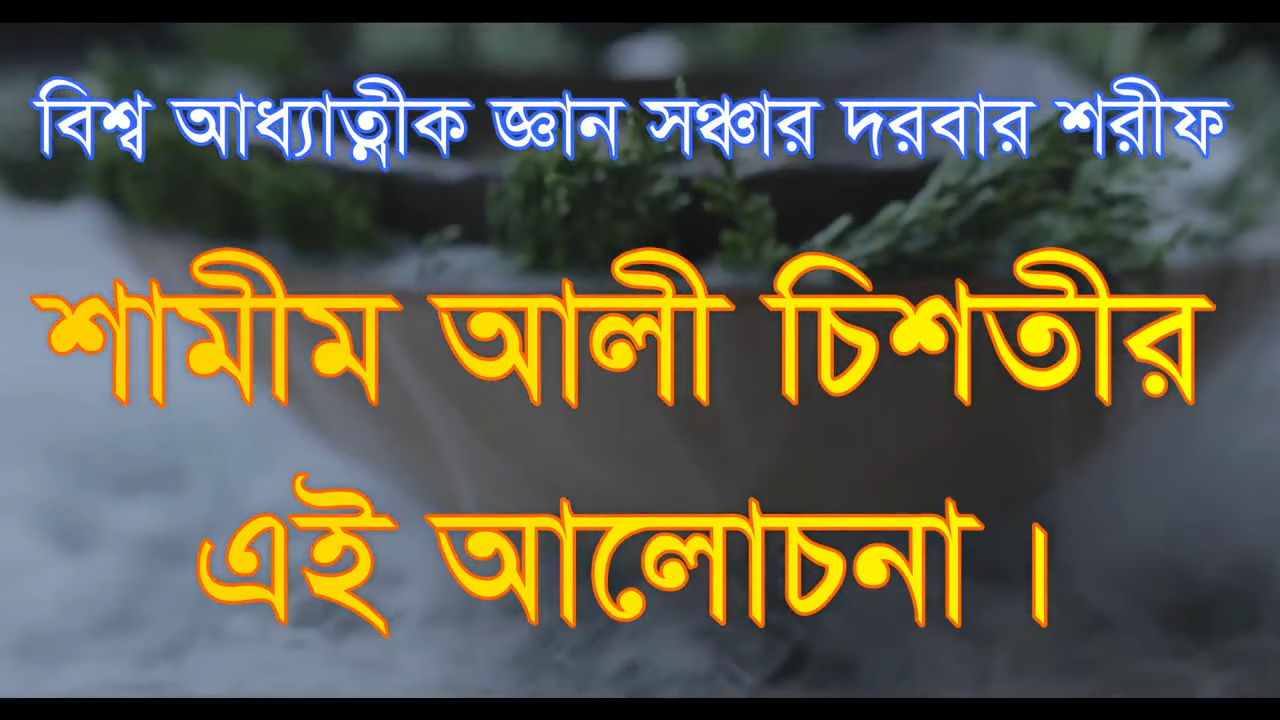 বিশ্ব আধ্যাত্নীক জ্ঞান সঞ্চার দরবার শরীফ
শামীম আলী চিশতীর
এই আলোচনা।